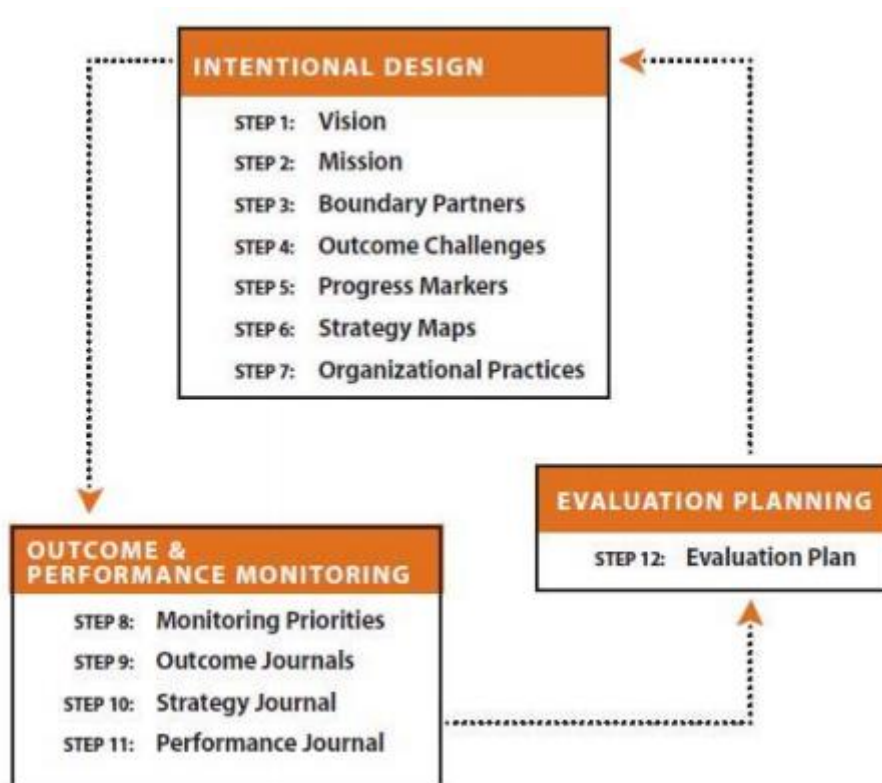 INTENTIONAL DESIGN
STEP 1: Vision
STEP 2: Mission
STEP 3: Boundary Partners
STEP 4: Outcome Challenges
STEP 5: Progress Markers
STEP 6: Strategy Maps
STEP 7: Organizational Practices
OUTCOME &
PERFORMANCE MONITORING
STEP 8: Monitoring Priorities
STEP 9: Outcome Journals
STEP 10: Strategy Journal
STEP 11: Performance Journal
EVALUATION PLANNING
STEP 12: Evaluation Plan